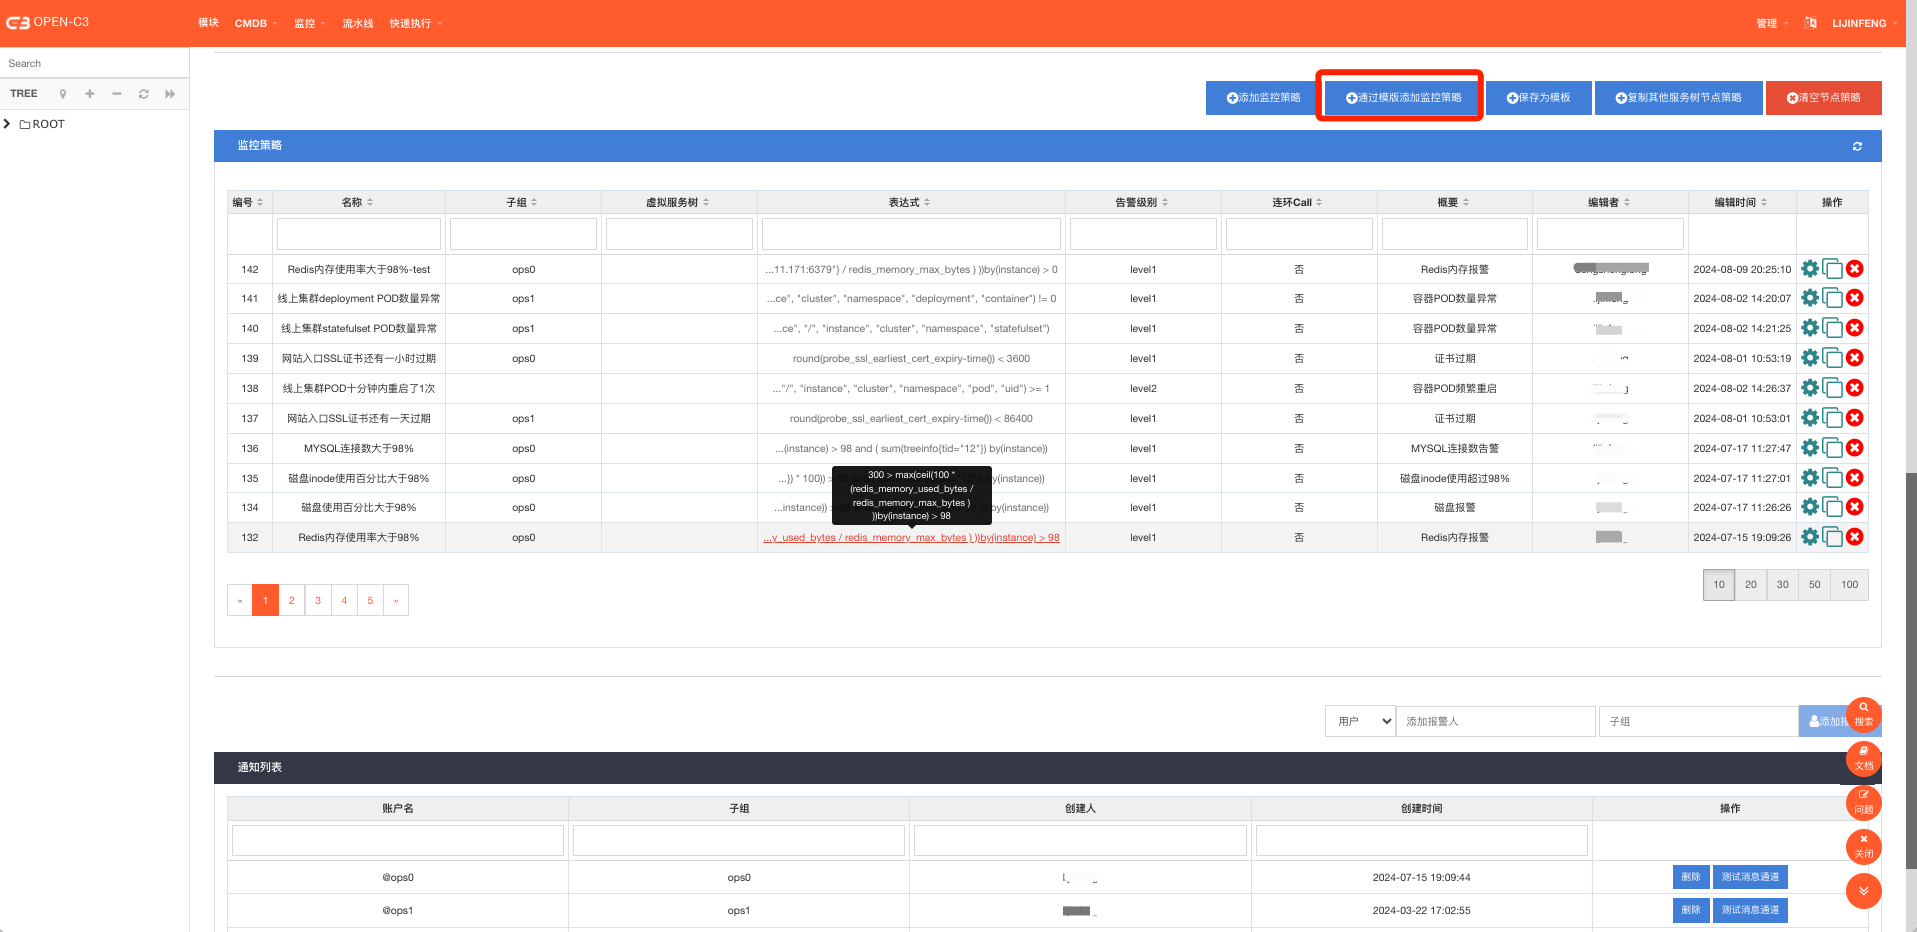 OPEN-C3 模块 CMDB 监控 流水线 快速执行 管理 LIJINFENG
Search
TREE
ROOT
添加监控策略 通过模版添加监控策略 保存为模板 复制其他服务树节点策略 清空节点策略
监控策略
编号 名称 子组 虚拟服务树 表达式 告警级别 连环Call 概要 编辑者 编辑时间 操作
142 Redis内存使用率大于98%-test ops0 ...11.171:6379"} / redis_memory_max_bytes ) ))by(instance) > 0 level1 否 Redis内存报警 2024-08-09 20:25:10
141 线上集群deployment POD数量异常 ops1 ...ce", "cluster", "namespace", "deployment", "container") != 0 level1 否 容器POD数量异常 2024-08-02 14:20:07
140 线上集群statefulset POD数量异常 ops1 ...ce", "/", "instance", "cluster", "namespace", "statefulset") level1 否 容器POD数量异常 2024-08-02 14:21:25
139 网站入口SSL证书还有一小时过期 ops0 round(probe_ssl_earliest_cert_expiry-time()) < 3600 level1 否 证书过期 2024-08-01 10:53:19
138 线上集群POD十分钟内重启了1次 ..."/", "instance", "cluster", "namespace", "pod", "uid") >= 1 level2 否 容器POD频繁重启 2024-08-02 14:26:37
137 网站入口SSL证书还有一天过期 ops1 round(probe_ssl_earliest_cert_expiry-time()) < 86400 level1 否 证书过期 2024-08-01 10:53:01
136 MYSQL连接数大于98% ops0 ...(instance) > 98 and ( sum(treeinfo{tid="12"}) by(instance)) level1 否 MYSQL连接数告警 2024-07-17 11:27:47
135 磁盘inode使用百分比大于98% ops0 ...}) * 100)) > by(instance)) level1 否 磁盘inode使用超过98% 2024-07-17 11:27:01
134 磁盘使用百分比大于98% ops0 ...instance)) by(instance)) level1 否 磁盘报警 2024-07-17 11:26:26
300 > max(ceil(100 *
(redis_memory_used_bytes /
redis_memory_max_bytes )
))by(instance) > 98
132 Redis内存使用率大于98% ops0 ...y_used_bytes / redis_memory_max_bytes ) ))by(instance) > 98 level1 否 Redis内存报警 2024-07-15 19:09:26
« 1 2 3 4 5 » 10 20 30 50 100
用户 添加报警人 子组 添加报
搜索
文档
问题
关闭
通知列表
账户名 子组 创建人 创建时间 操作
@ops0 ops0 2024-07-15 19:09:44 删除 测试消息通道
@ops1 ops1 2024-03-22 17:02:55 删除 测试消息通道